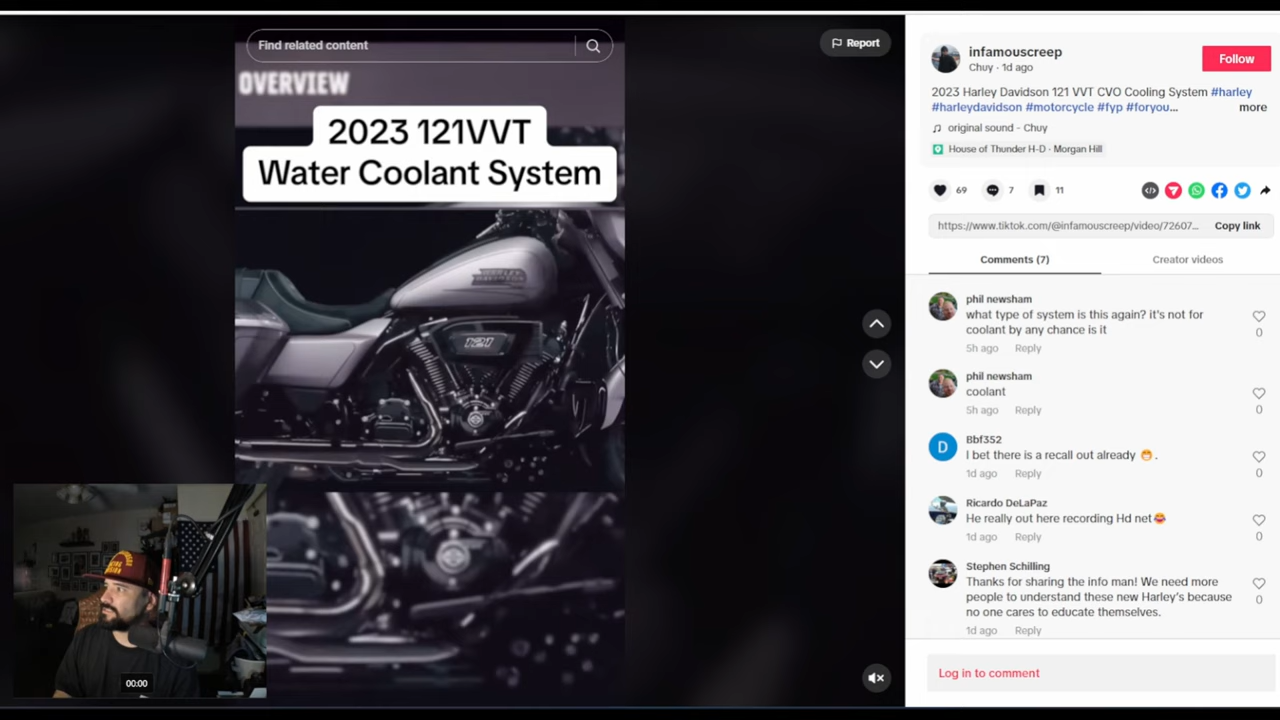 Find related content
Report
OVERVIEW
2023 121VVT
Water Coolant System
HARLEY-DAVIDSON
121
00:00
infamouscreep
Chuy · 1d ago
Follow
2023 Harley Davidson 121 VVT CVO Cooling System #harley
#harleydavidson #motorcycle #fyp #foryou... more
original sound - Chuy
House of Thunder H-D · Morgan Hill
69 7 11
https://www.tiktok.com/@infamouscreep/video/72607... Copy link
Comments (7) Creator videos
phil newsham
what type of system is this again? it's not for
coolant by any chance is it
0
5h ago Reply
phil newsham
coolant
5h ago Reply
0
D
Bbf352
I bet there is a recall out already 😁.
1d ago Reply
0
Ricardo DeLaPaz
He really out here recording Hd net😂
1d ago Reply
0
Stephen Schilling
Thanks for sharing the info man! We need more
people to understand these new Harley's because
0
no one cares to educate themselves.
1d ago Reply
Log in to comment